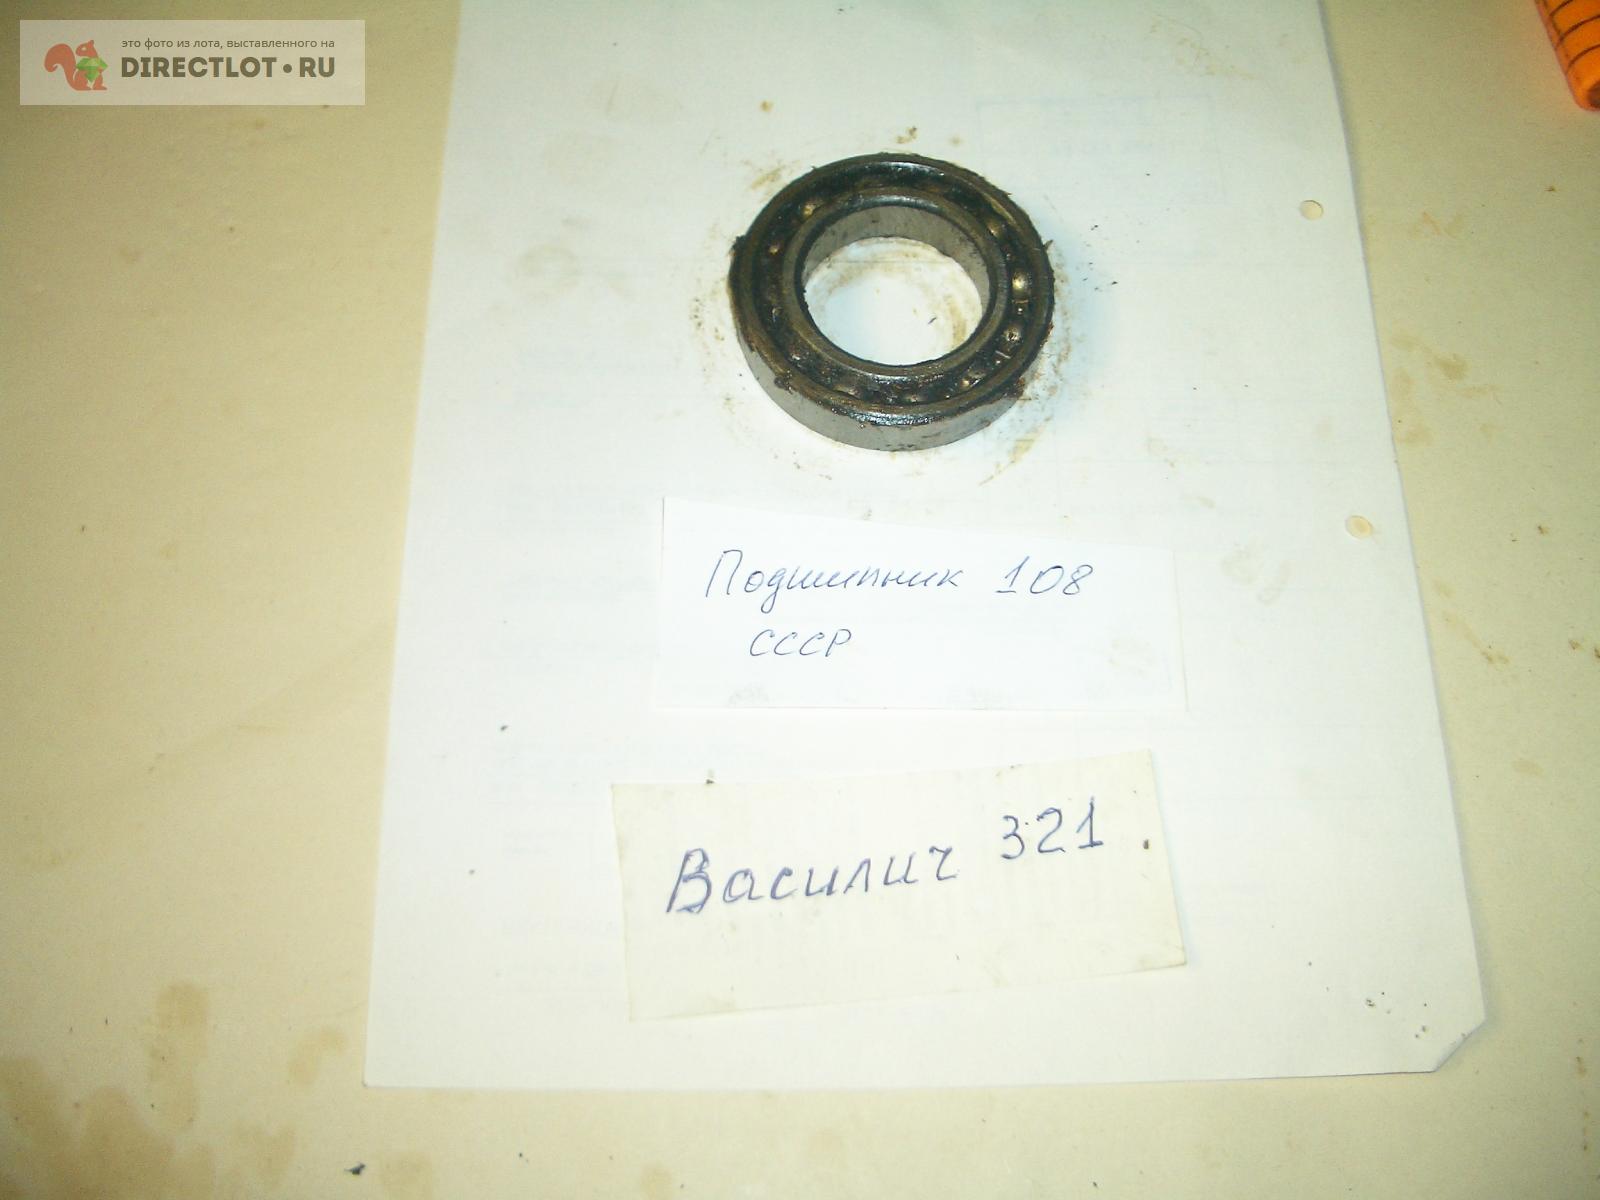 это фото из лота, выставленного на
DIRECTLOT•RU
Подшипник 108
СССР
Василич 321